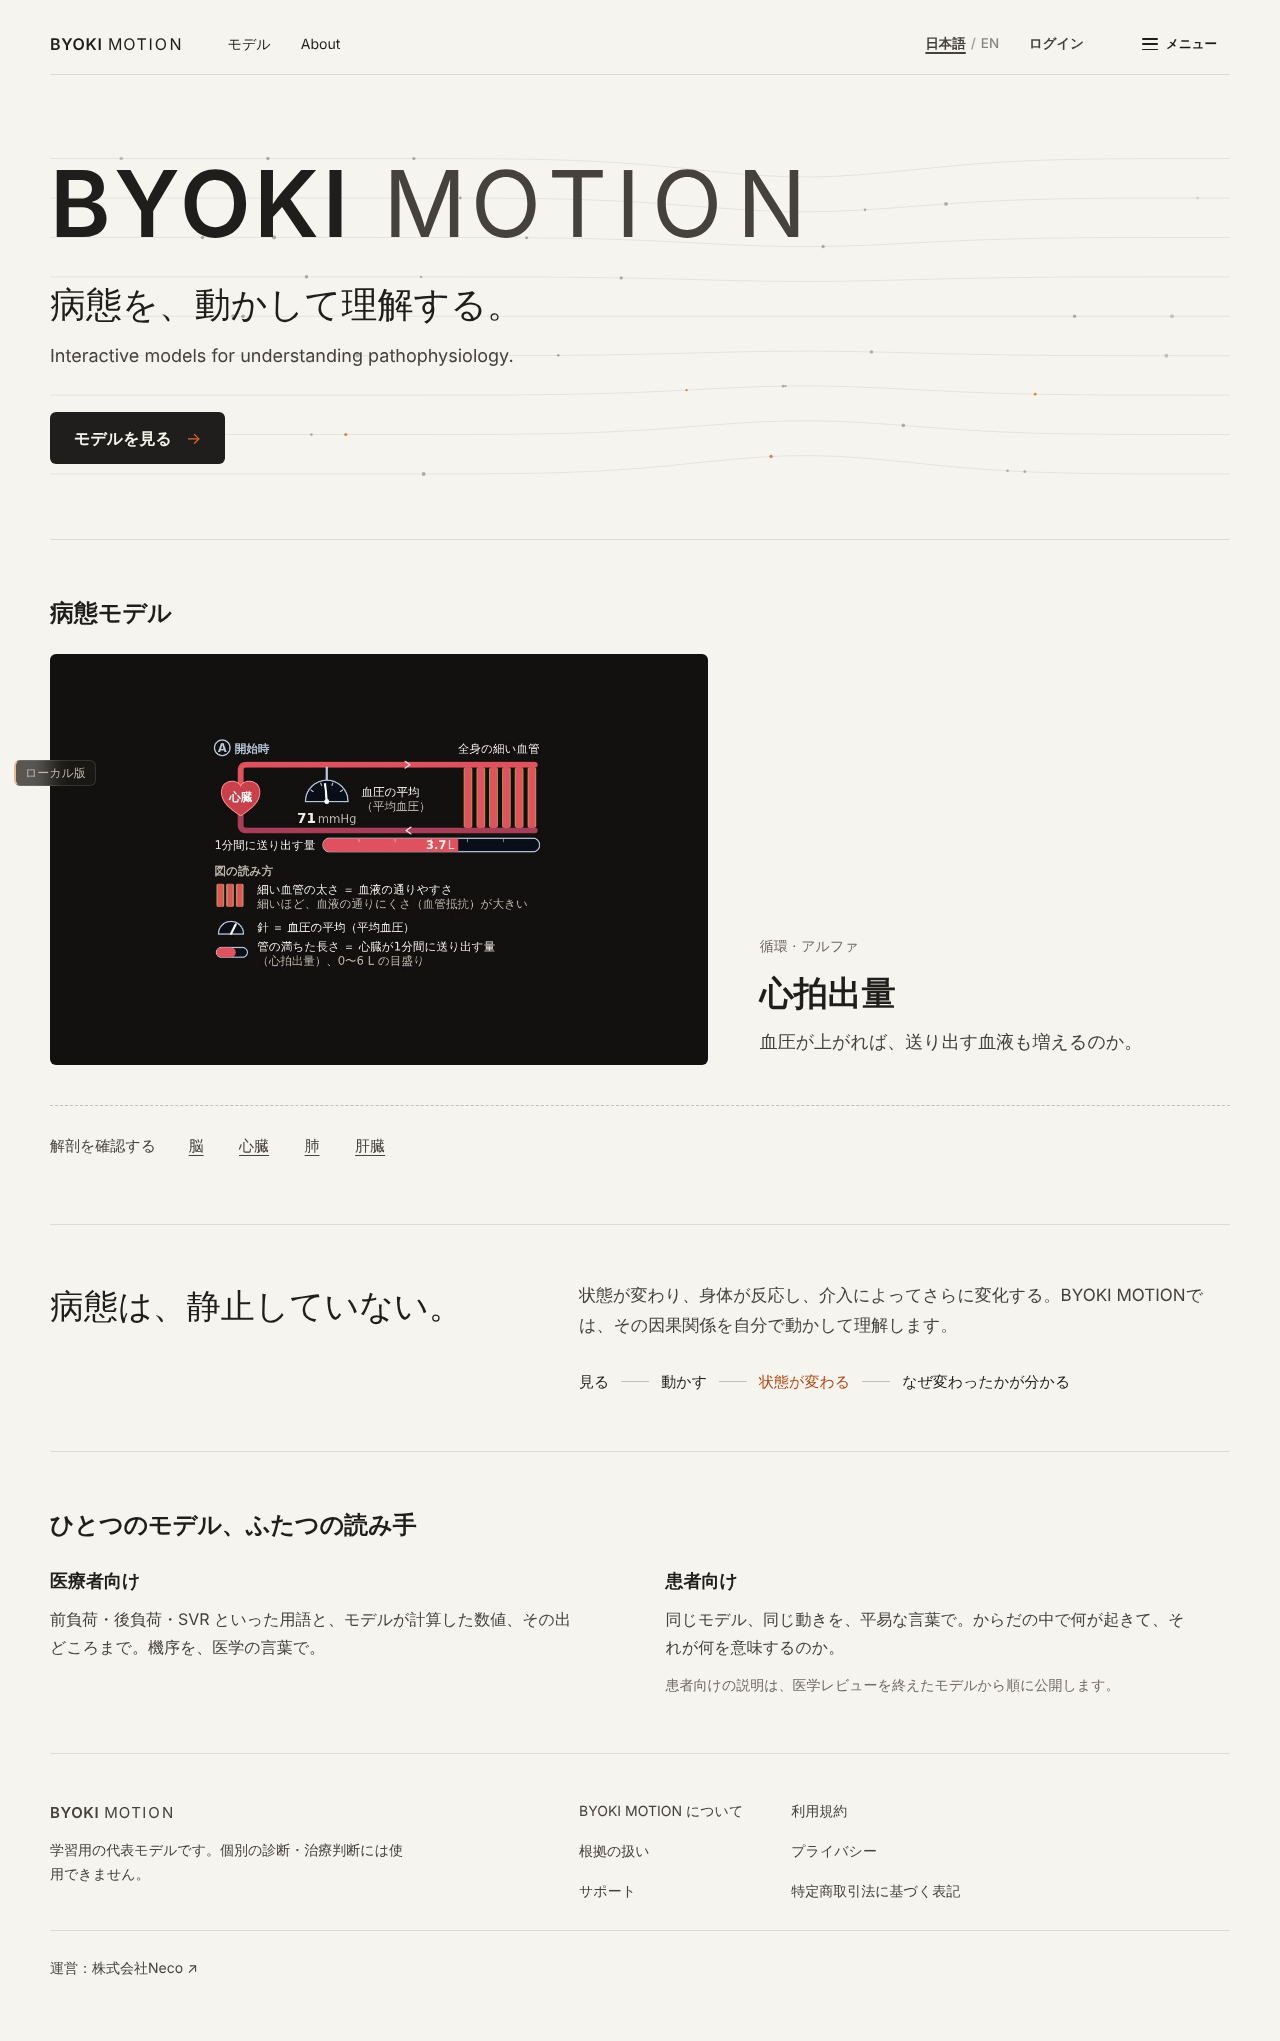 BYOKI MOTION
モデル
About
日本語 / EN
ログイン
メニュー
BYOKI MOTION
病態を、動かして理解する。
Interactive models for understanding pathophysiology.
モデルを見る →
病態モデル
ローカル版
A 開始時
全身の細い血管
心臓
血圧の平均
（平均血圧）
71 mmHg
1分間に送り出す量
3.7 L
図の読み方
細い血管の太さ ＝ 血液の通りやすさ
細いほど、血液の通りにくさ（血管抵抗）が大きい
針 ＝ 血圧の平均（平均血圧）
管の満ちた長さ ＝ 心臓が1分間に送り出す量
（心拍出量）、0〜6 L の目盛り
循環 · アルファ
心拍出量
血圧が上がれば、送り出す血液も増えるのか。
解剖を確認する
脳
心臓
肺
肝臓
病態は、静止していない。
状態が変わり、身体が反応し、介入によってさらに変化する。BYOKI MOTIONで
は、その因果関係を自分で動かして理解します。
見る
動かす
状態が変わる
なぜ変わったかが分かる
ひとつのモデル、ふたつの読み手
医療者向け
前負荷・後負荷・SVR といった用語と、モデルが計算した数値、その出
どころまで。機序を、医学の言葉で。
患者向け
同じモデル、同じ動きを、平易な言葉で。からだの中で何が起きて、そ
れが何を意味するのか。
患者向けの説明は、医学レビューを終えたモデルから順に公開します。
BYOKI MOTION
学習用の代表モデルです。個別の診断・治療判断には使
用できません。
BYOKI MOTION について
根拠の扱い
サポート
利用規約
プライバシー
特定商取引法に基づく表記
運営：株式会社Neco ↗